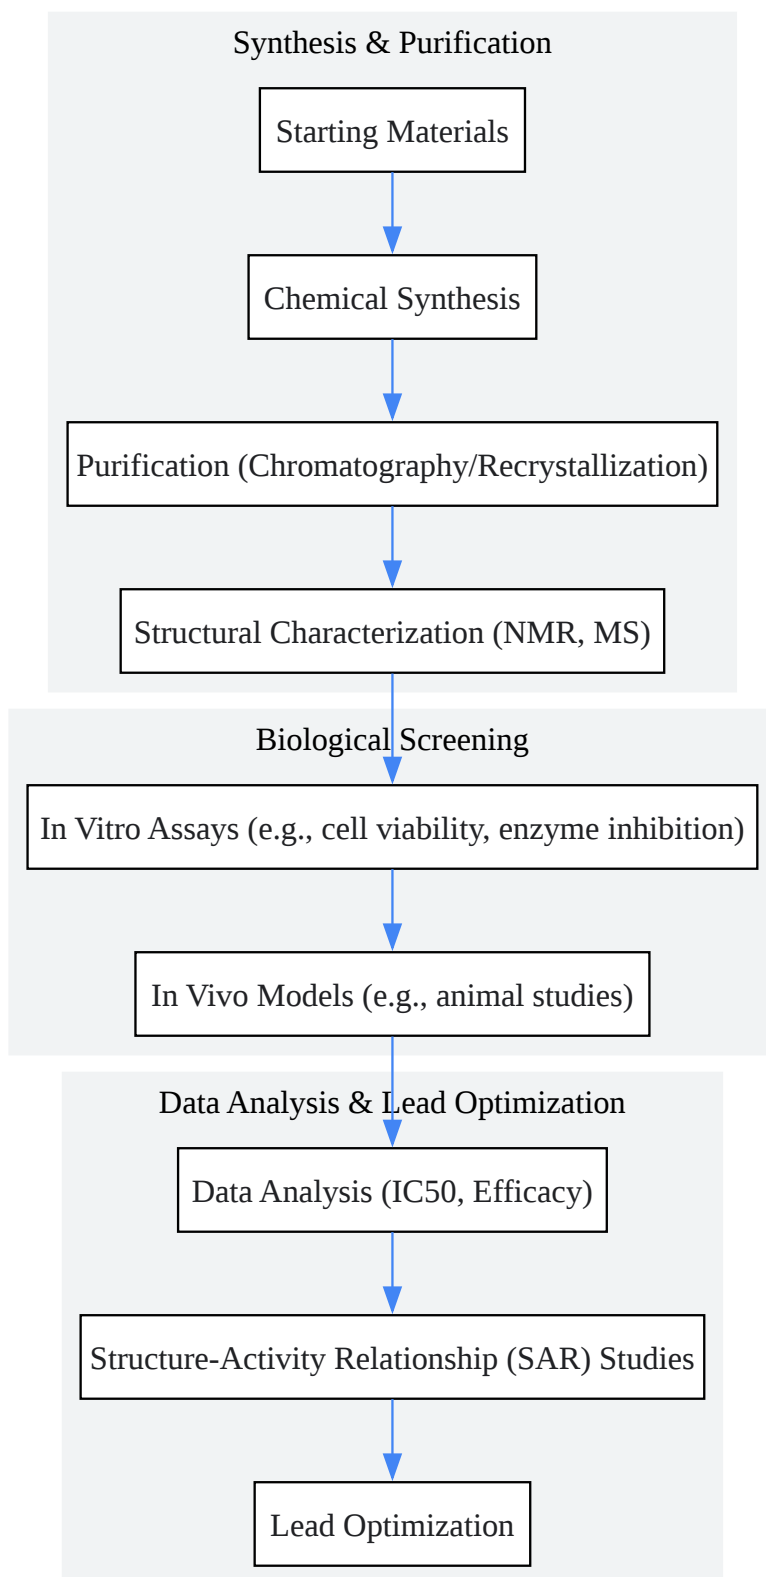 Synthesis & Purification
Starting Materials
Chemical Synthesis
Purification (Chromatography/Recrystallization)
Structural Characterization (NMR, MS)
Biological Screening
In Vitro Assays (e.g., cell viability, enzyme inhibition)
In Vivo Models (e.g., animal studies)
Data Analysis & Lead Optimization
Data Analysis (IC50, Efficacy)
Structure-Activity Relationship (SAR) Studies
Lead Optimization